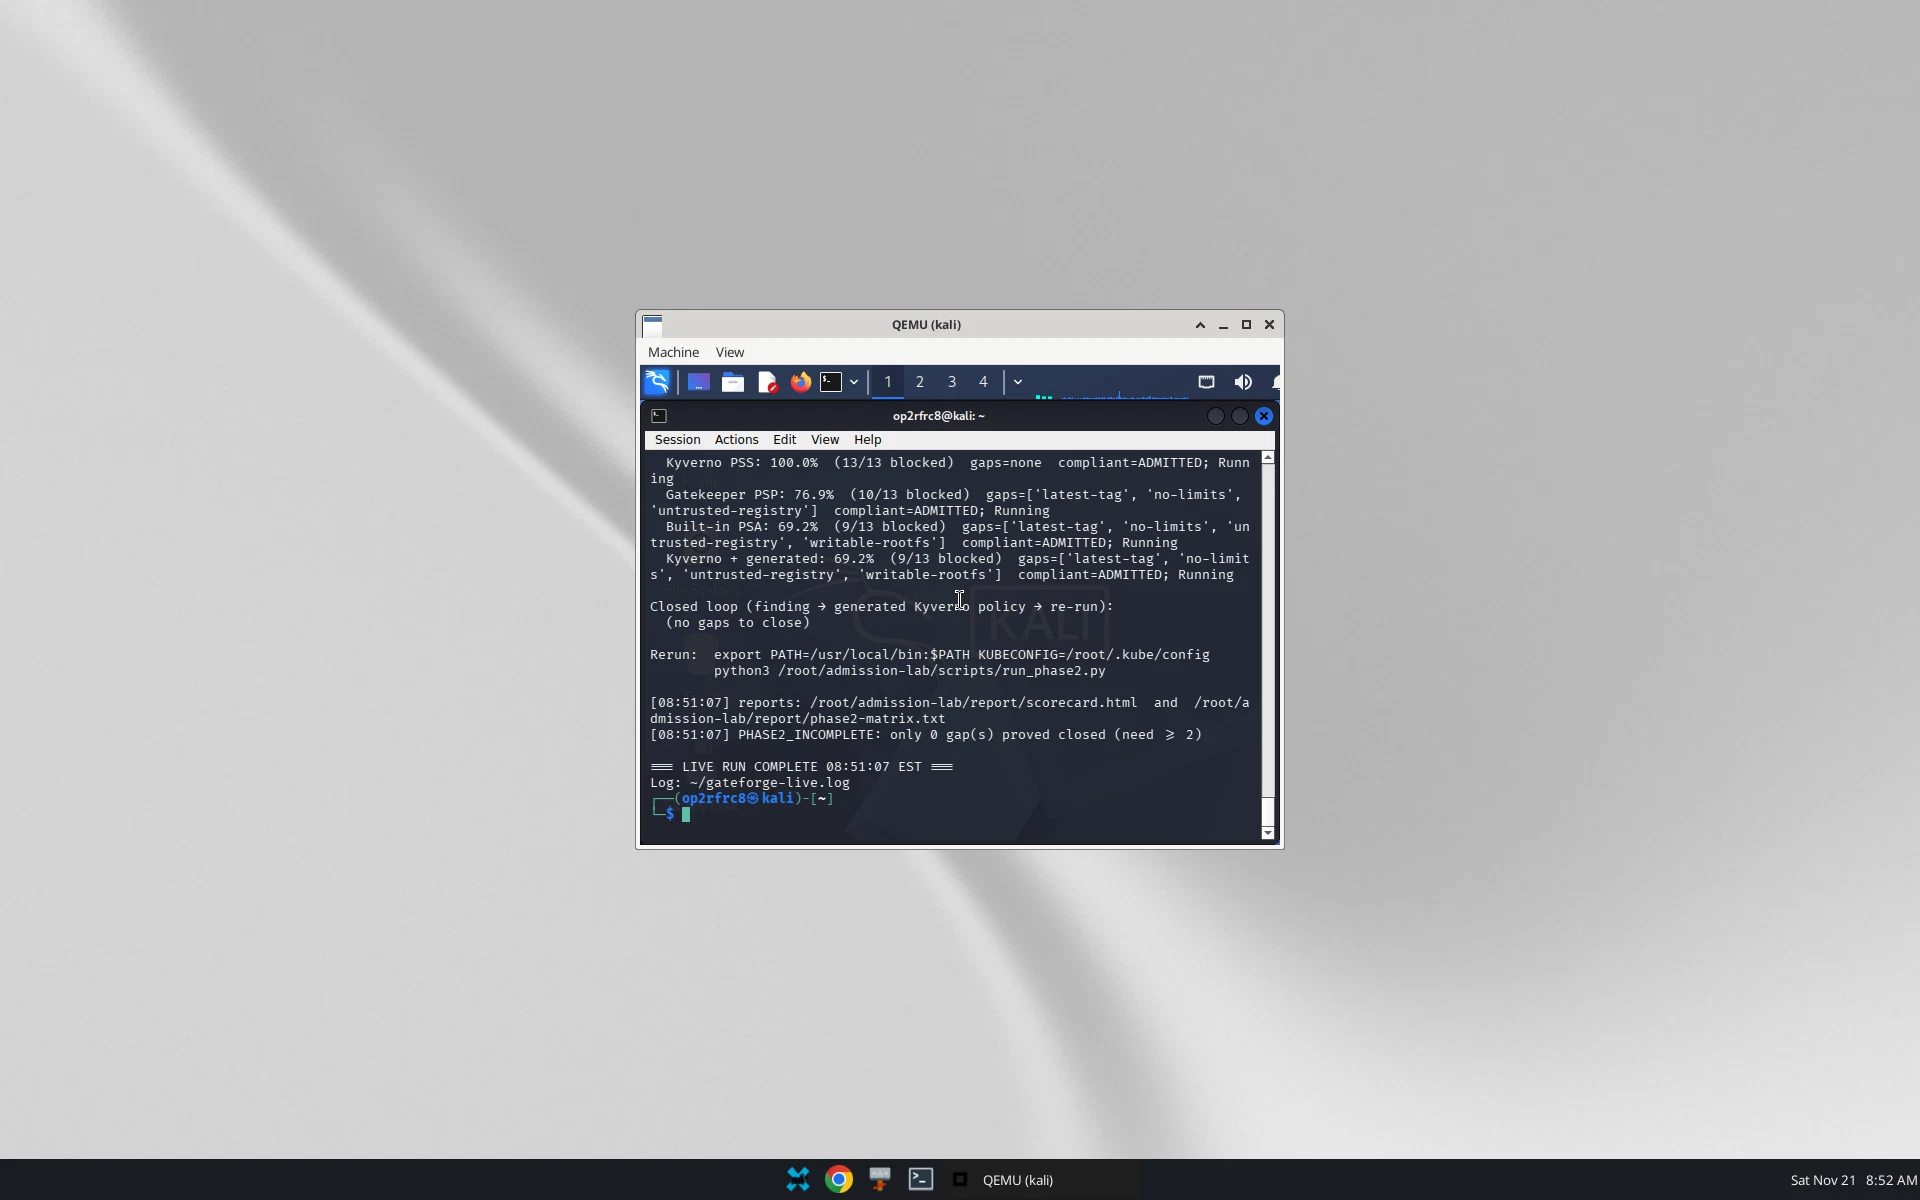 QEMU (kali)
Machine View
1 2 3 4
op2rfrc8@kali: ~
Session Actions Edit View Help
Kyverno PSS: 100.0%  (13/13 blocked)  gaps=none  compliant=ADMITTED; Runn
ing
Gatekeeper PSP: 76.9%  (10/13 blocked)  gaps=['latest-tag', 'no-limits',
'untrusted-registry']  compliant=ADMITTED; Running
Built-in PSA: 69.2%  (9/13 blocked)  gaps=['latest-tag', 'no-limits', 'un
trusted-registry', 'writable-rootfs']  compliant=ADMITTED; Running
Kyverno + generated: 69.2%  (9/13 blocked)  gaps=['latest-tag', 'no-limit
s', 'untrusted-registry', 'writable-rootfs']  compliant=ADMITTED; Running
Closed loop (finding → generated Kyverno policy → re-run):
(no gaps to close)
Rerun:  export PATH=/usr/local/bin:$PATH KUBECONFIG=/root/.kube/config
python3 /root/admission-lab/scripts/run_phase2.py
[08:51:07] reports: /root/admission-lab/report/scorecard.html  and  /root/a
dmission-lab/report/phase2-matrix.txt
[08:51:07] PHASE2_INCOMPLETE: only 0 gap(s) proved closed (need ⩾ 2)
=== LIVE RUN COMPLETE 08:51:07 EST ===
Log: ~/gateforge-live.log
┌──(op2rfrc8㉿kali)-[~]
└─$
KALI
QEMU (kali)
Sat Nov 21 8:52 AM